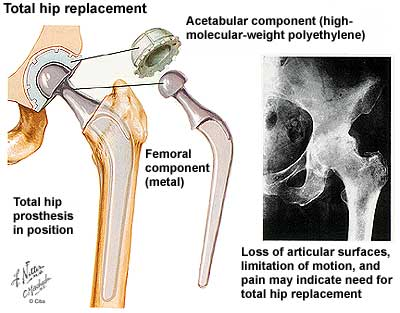 Total hip replacement
Acetabular component (high-
molecular-weight polyethylene)
Femoral
component
(metal)
Total hip
prosthesis
in position
Loss of articular surfaces,
limitation of motion, and
pain may indicate need for
total hip replacement
© Ciba